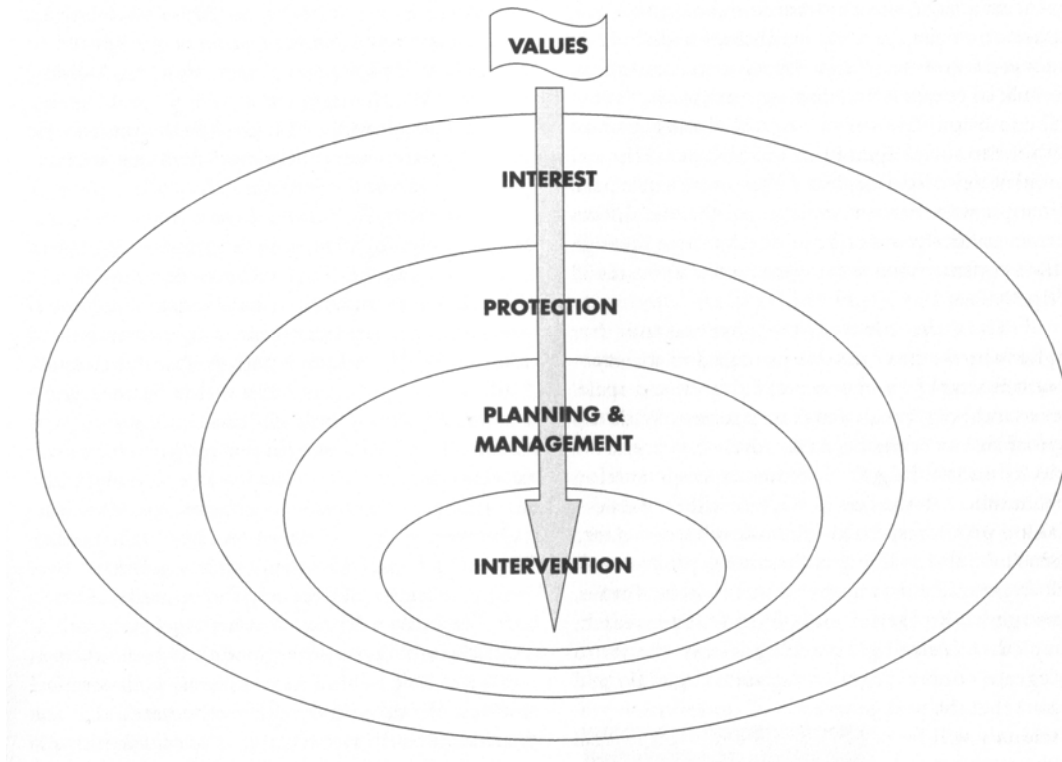 VALUES
INTEREST
PROTECTION
PLANNING &
MANAGEMENT
INTERVENTION